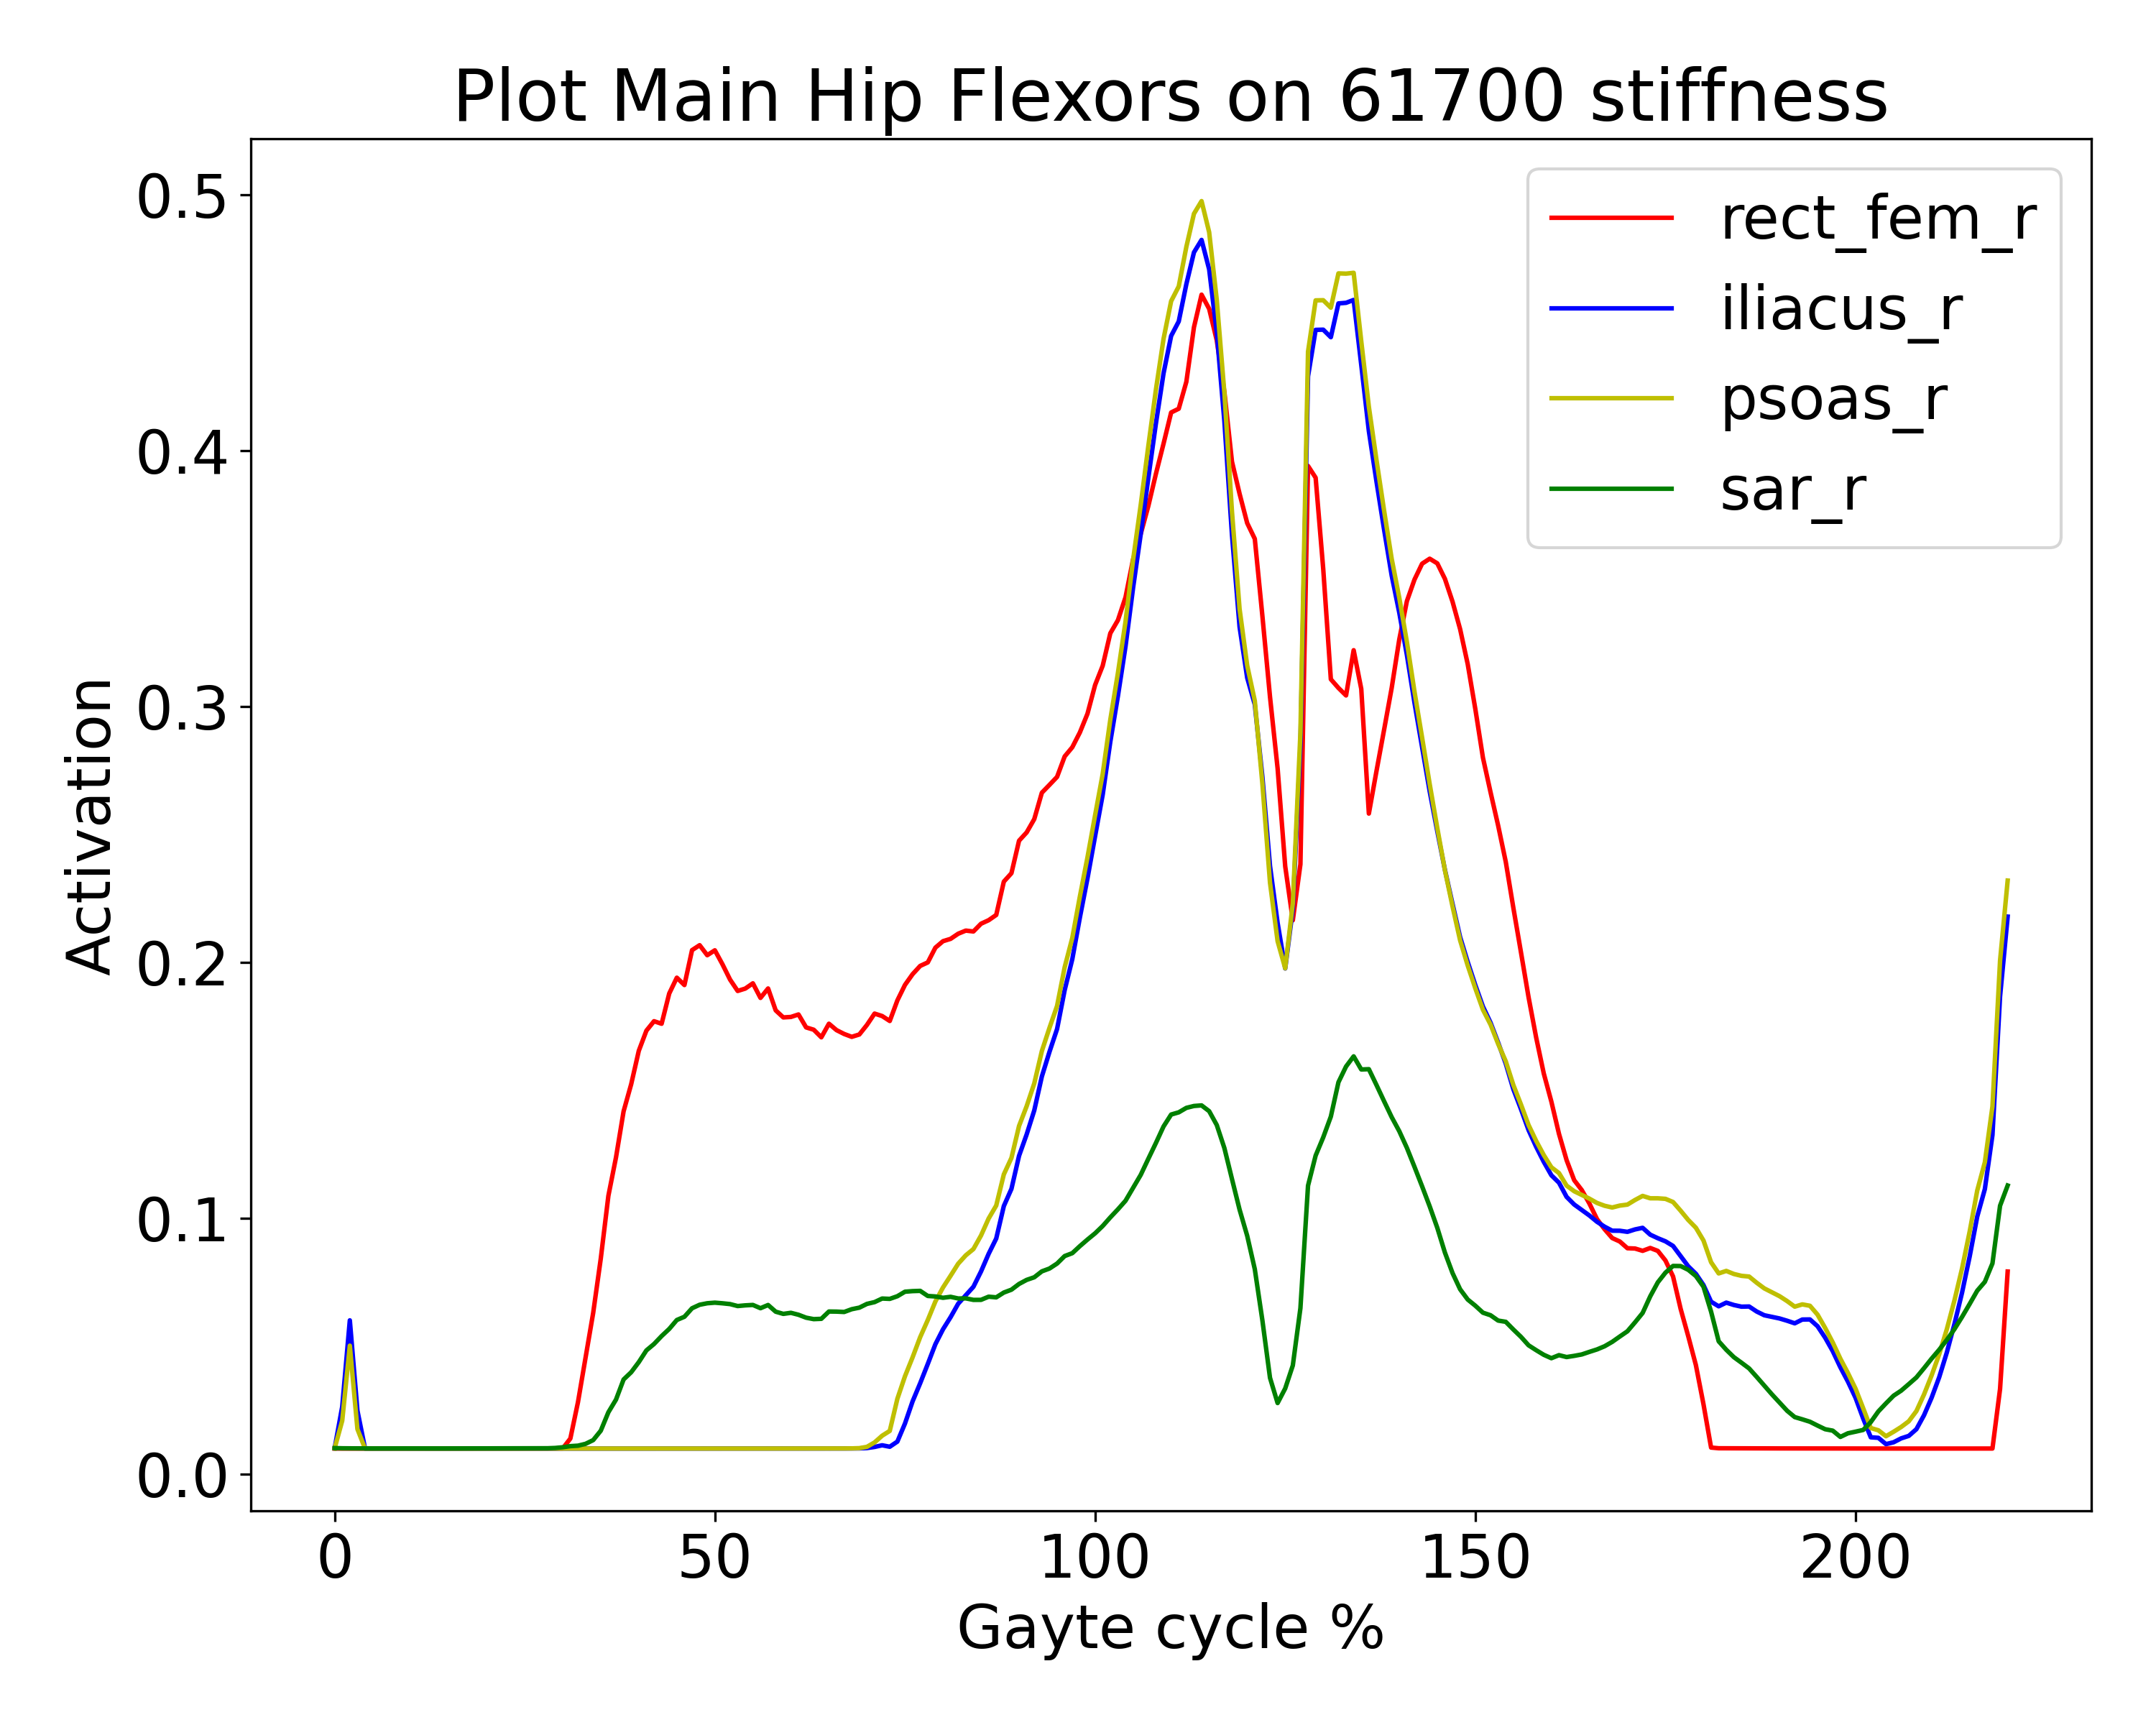 Plot Main Hip Flexors on 61700 stiffness
0.5
0.4
0.3
0.2
0.1
0.0
Activation
rect_fem_r
iliacus_r
psoas_r
sar_r
0 50 100 150 200
Gayte cycle %